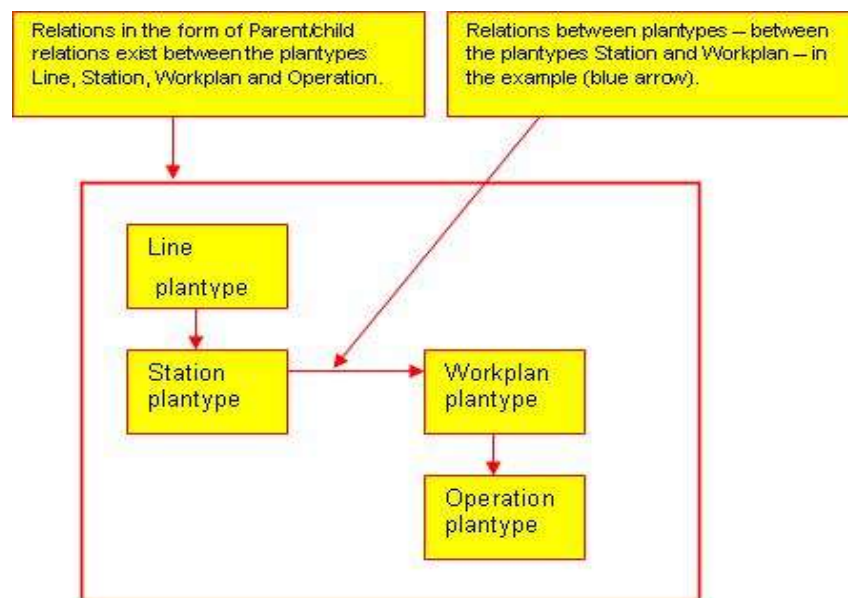 Relations in the form of Parent/child
relations exist between the plantypes
Line, Station, Workplan and Operation.
Relations between plantypes – between
the plantypes Station and Workplan – in
the example (blue arrow).
Line
plantype
Station
plantype
Workplan
plantype
Operation
plantype